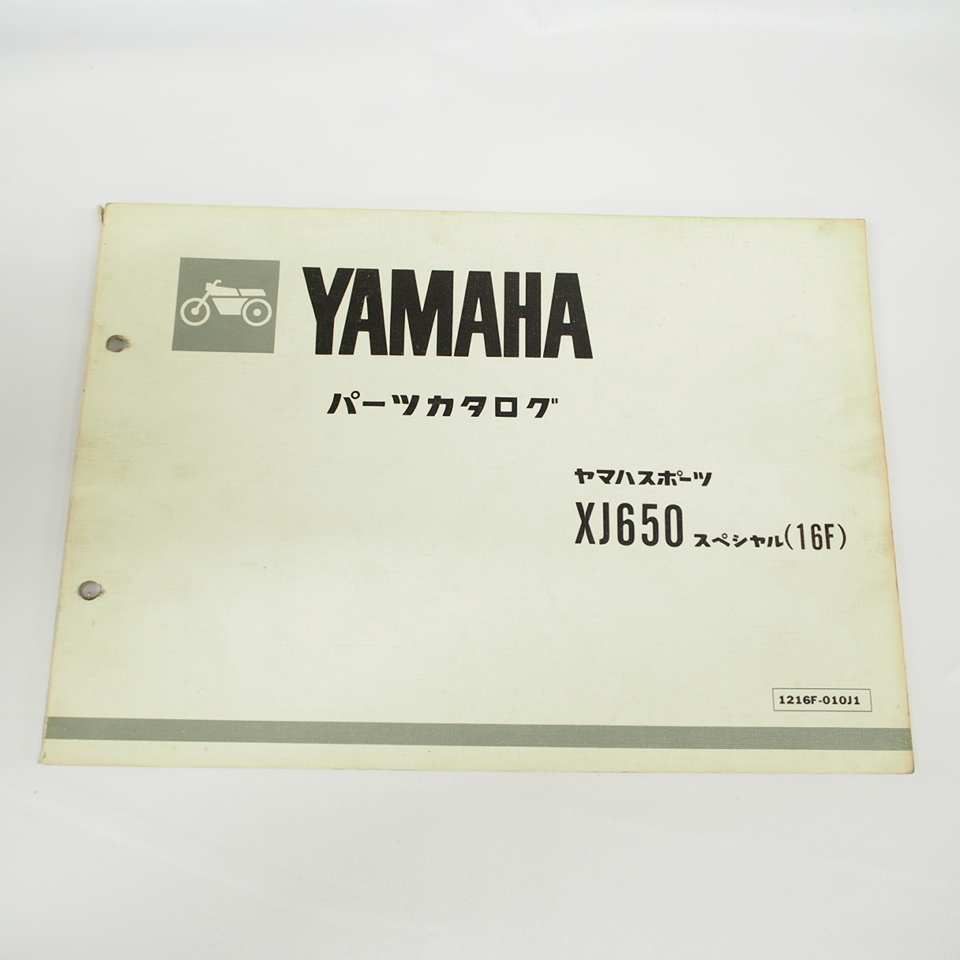 YAMAHA
パーツカタログ
ヤマハスポーツ
XJ650 スペシャル(16F)
1216F-010J1